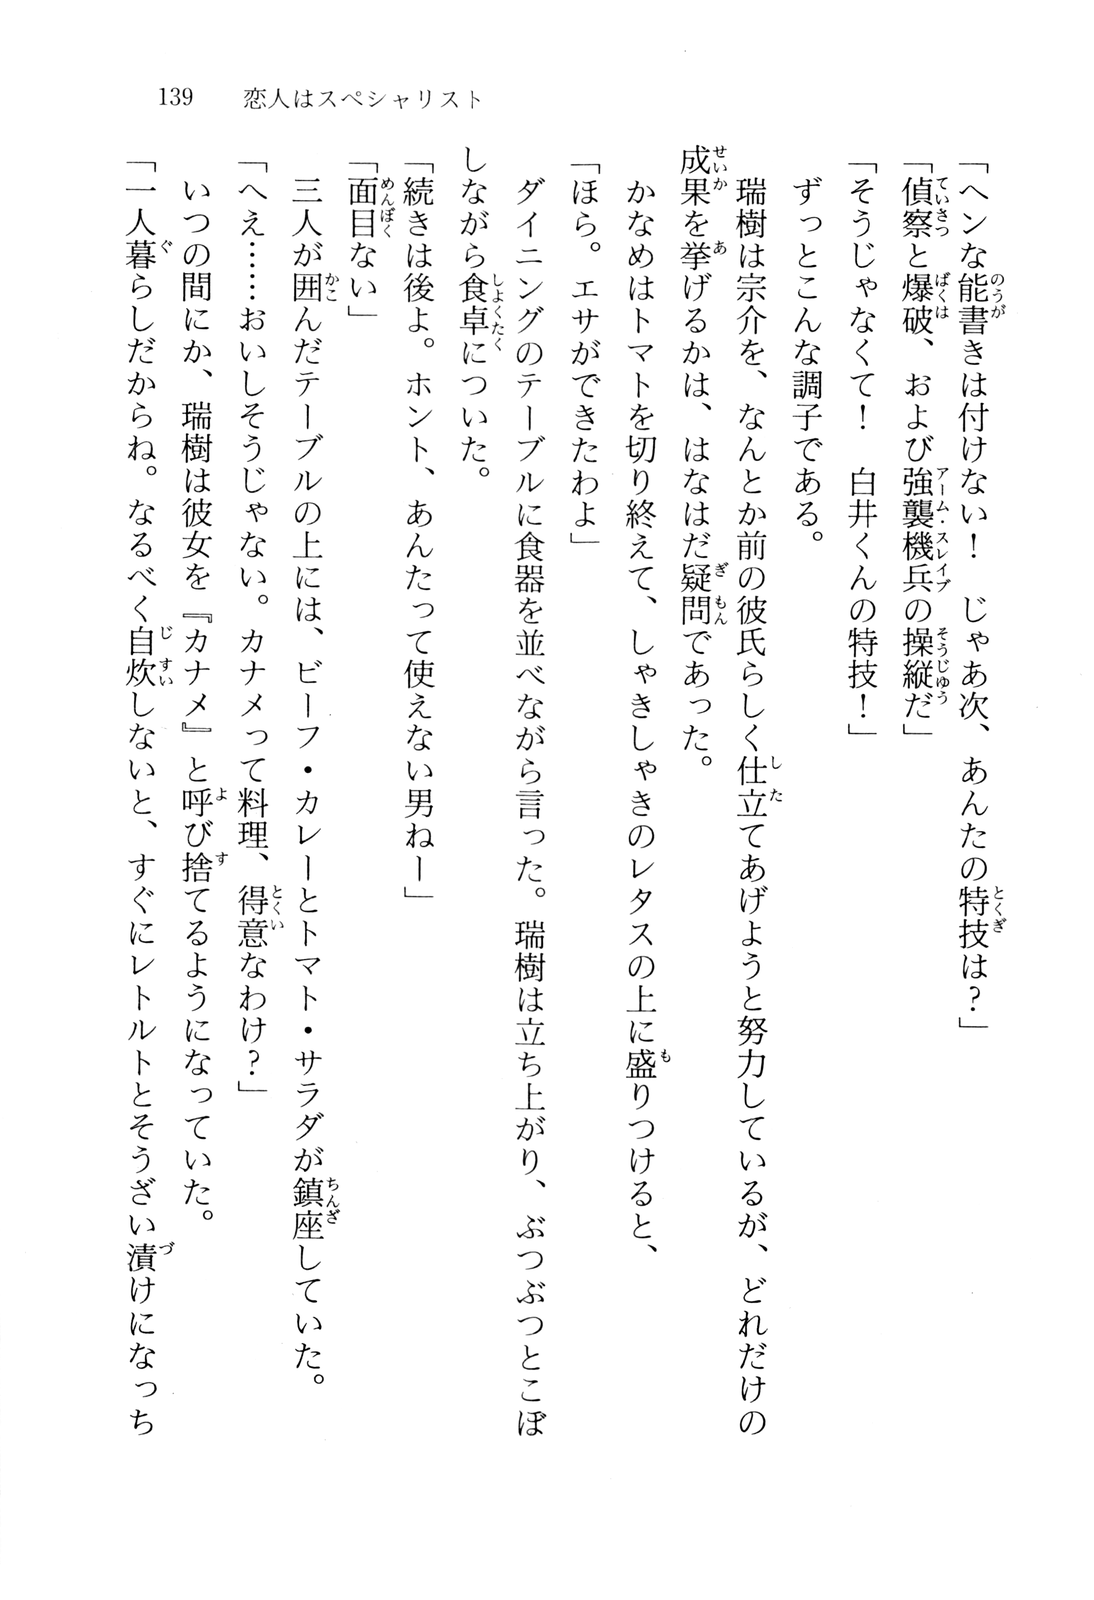 139　恋人はスペシャリスト
「ヘンな能書きは付けない！　じゃあ次、あんたの特技は？」
「偵察と爆破、および強襲機兵の操縦だ」
「そうじゃなくて！　白井くんの特技！」
　ずっとこんな調子である。
　瑞樹は宗介を、なんとか前の彼氏らしく仕立てあげようと努力しているが、どれだけの
成果を挙げるかは、はなはだ疑問であった。
　かなめはトマトを切り終えて、しゃきしゃきのレタスの上に盛りつけると、
「ほら。エサができたわよ」
　ダイニングのテーブルに食器を並べながら言った。瑞樹は立ち上がり、ぶつぶつとこぼ
しながら食卓についた。
「続きは後よ。ホント、あんたって使えない男ねー」
「面目ない」
　三人が囲んだテーブルの上には、ビーフ・カレーとトマト・サラダが鎮座していた。
「へえ……おいしそうじゃない。カナメって料理、得意なわけ？」
　いつの間にか、瑞樹は彼女を『カナメ』と呼び捨てるようになっていた。
「一人暮らしだからね。なるべく自炊しないと、すぐにレトルトとそうざい漬けになっち